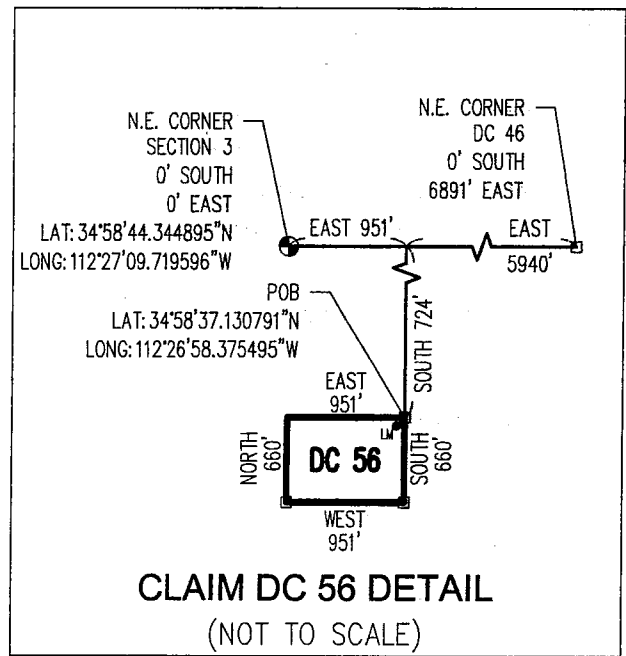 N.E. CORNER
SECTION 3
0' SOUTH
0' EAST
LAT: 34°58'44.344895"N
LONG: 112°27'09.719596"W
N.E. CORNER
DC 46
0' SOUTH
6891' EAST
EAST 951'
EAST
5940'
POB
LAT: 34°58'37.130791"N
LONG: 112°26'58.375495"W
SOUTH 724'
EAST
951'
NORTH
660'
DC 56
LM
SOUTH
660'
WEST
951'
CLAIM DC 56 DETAIL
(NOT TO SCALE)